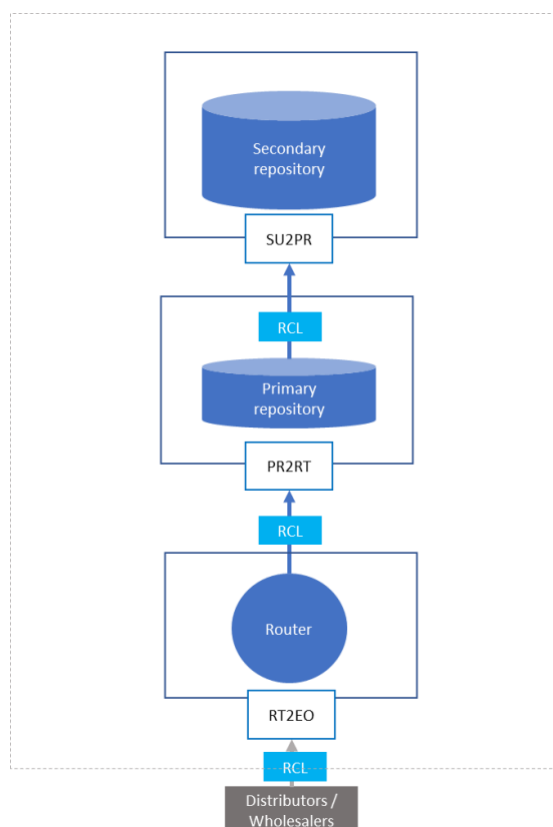 Secondary
repository
SU2PR
RCL
Primary
repository
PR2RT
RCL
Router
RT2EO
RCL
Distributors /
Wholesalers